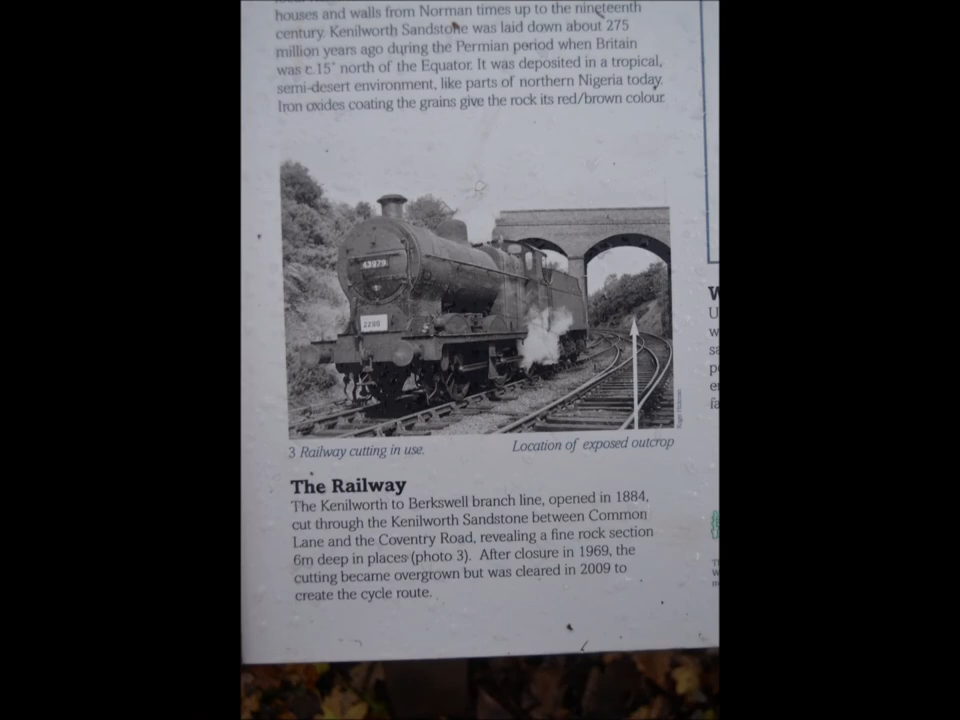 houses and walls from Norman times up to the nineteenth
century. Kenilworth Sandstone was laid down about 275
million years ago during the Permian period when Britain
was c.15° north of the Equator. It was deposited in a tropical,
semi-desert environment, like parts of northern Nigeria today.
Iron oxides coating the grains give the rock its red/brown colour.
43979
3 Railway cutting in use.
Location of exposed outcrop
The Railway
The Kenilworth to Berkswell branch line, opened in 1884,
cut through the Kenilworth Sandstone between Common
Lane and the Coventry Road, revealing a fine rock section
6m deep in places (photo 3). After closure in 1969, the
cutting became overgrown but was cleared in 2009 to
create the cycle route.